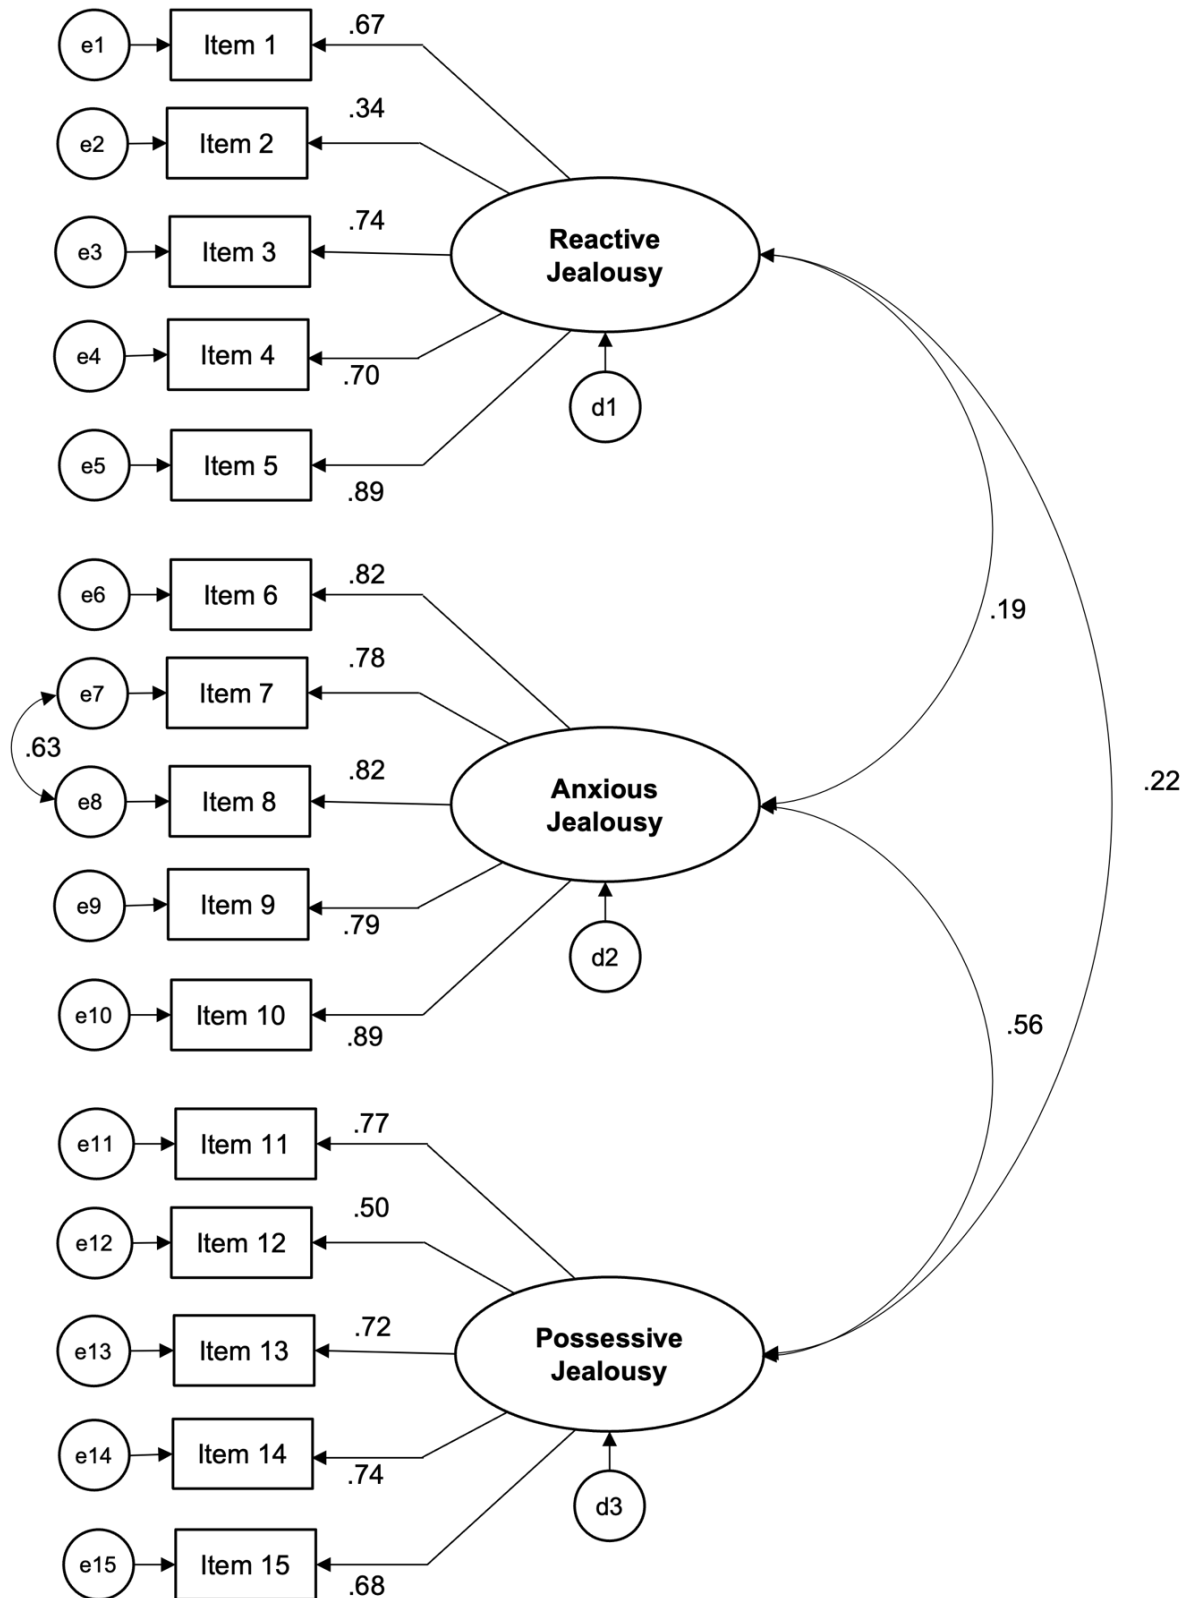 e1
Item 1
.67
e2
Item 2
.34
e3
Item 3
.74
Reactive
Jealousy
e4
Item 4
.70
d1
e5
Item 5
.89
e6
Item 6
.82
.19
e7
Item 7
.78
.63
e8
Item 8
.82
Anxious
Jealousy
.22
e9
Item 9
.79
d2
e10
Item 10
.89
.56
e11
Item 11
.77
e12
Item 12
.50
e13
Item 13
.72
Possessive
Jealousy
e14
Item 14
.74
d3
e15
Item 15
.68